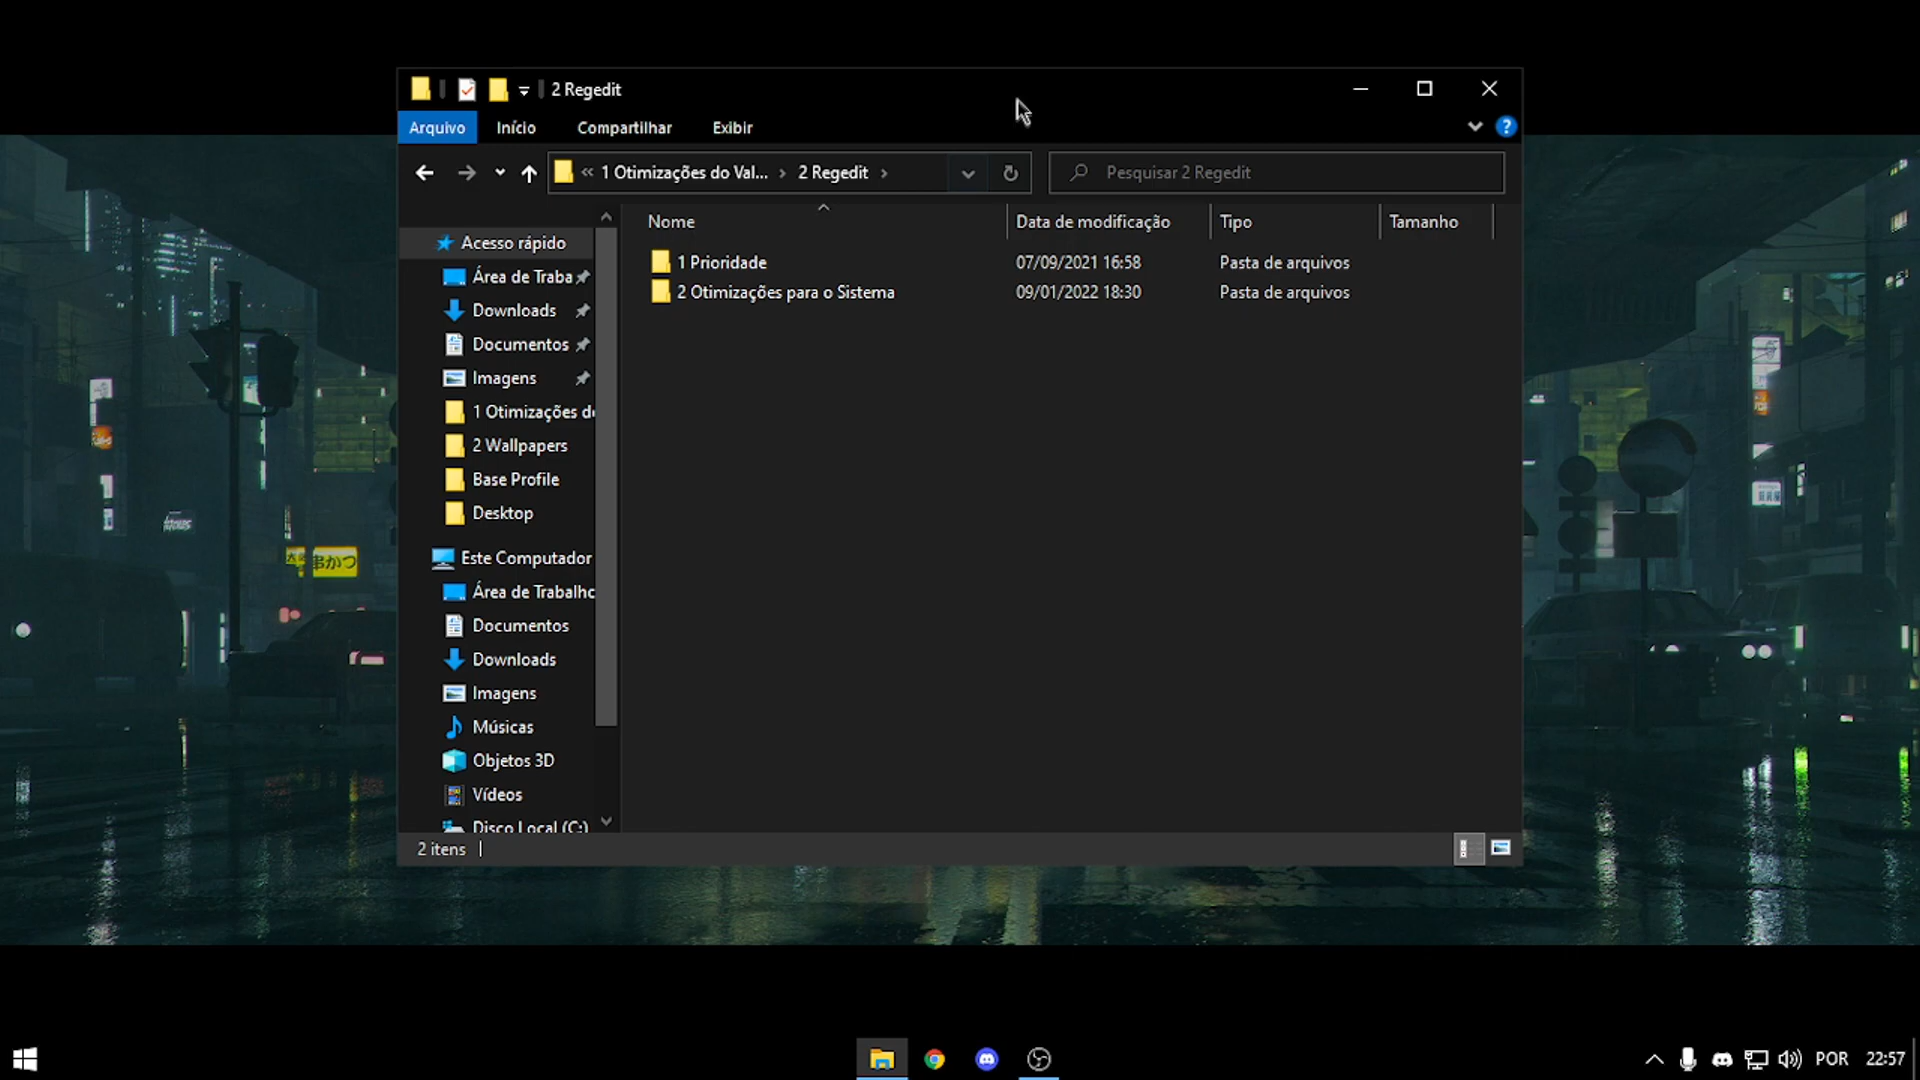 2 Regedit
Arquivo Início Compartilhar Exibir
« 1 Otimizações do Val... › 2 Regedit › Pesquisar 2 Regedit
Nome Data de modificação Tipo Tamanho
1 Prioridade 07/09/2021 16:58 Pasta de arquivos
2 Otimizações para o Sistema 09/01/2022 18:30 Pasta de arquivos
Acesso rápido
Área de Traba
Downloads
Documentos
Imagens
1 Otimizações de
2 Wallpapers
Base Profile
Desktop
Este Computador
Área de Trabalho
Documentos
Downloads
Imagens
Músicas
Objetos 3D
Vídeos
Disco Local (C:)
2 itens
串かつ
POR 22:57